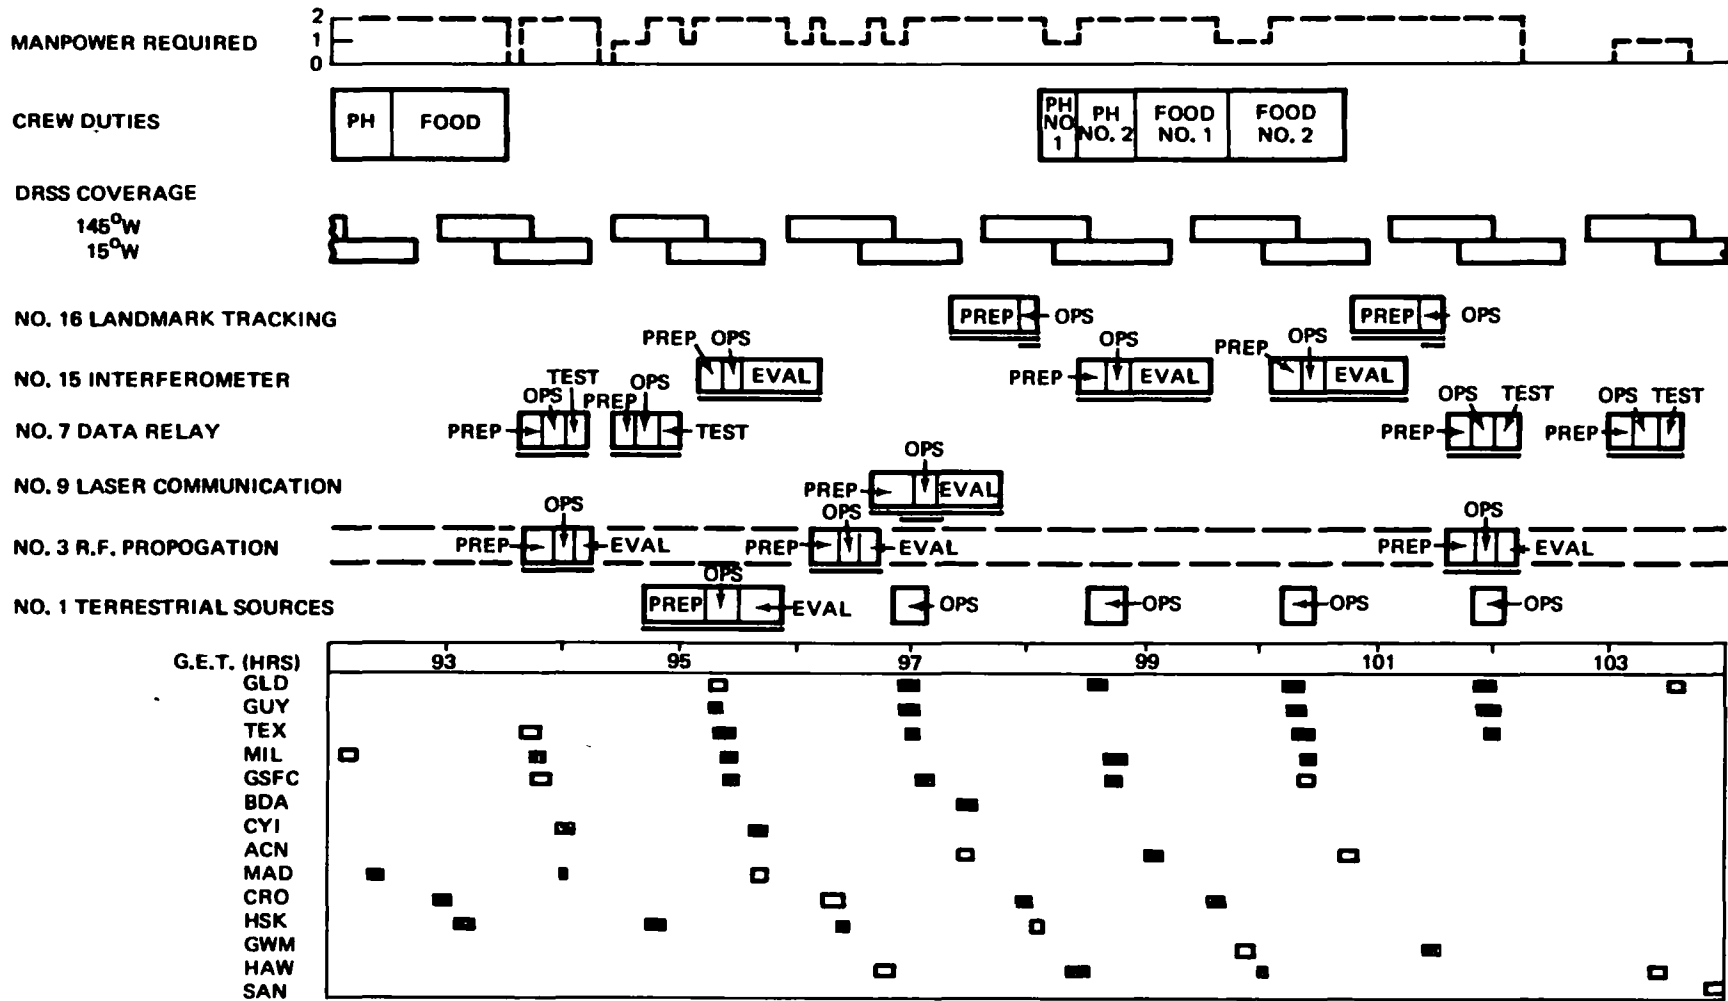 MANPOWER REQUIRED
2
1
0
CREW DUTIES
PH
FOOD
PH
NO
1
PH
NO. 2
FOOD
NO. 1
FOOD
NO. 2
DRSS COVERAGE
145°W
15°W
NO. 16 LANDMARK TRACKING
PREP
OPS
PREP
OPS
NO. 15 INTERFEROMETER
PREP
OPS
EVAL
PREP
OPS
EVAL
PREP
OPS
EVAL
NO. 7 DATA RELAY
PREP
OPS
TEST
PREP
OPS
TEST
PREP
OPS
TEST
PREP
OPS
TEST
NO. 9 LASER COMMUNICATION
PREP
OPS
EVAL
NO. 3 R.F. PROPOGATION
PREP
OPS
EVAL
PREP
OPS
EVAL
PREP
OPS
EVAL
NO. 1 TERRESTRIAL SOURCES
PREP
OPS
EVAL
OPS
OPS
OPS
OPS
G.E.T. (HRS)
93
95
97
99
101
103
GLD
GUY
TEX
MIL
GSFC
BDA
CYI
ACN
MAD
CRO
HSK
GWM
HAW
SAN